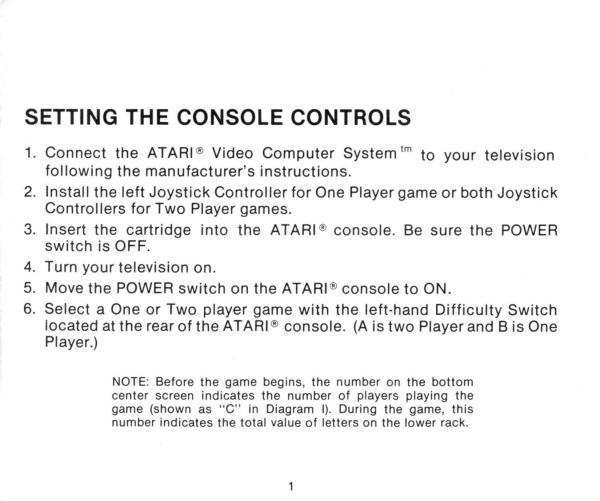 SETTING THE CONSOLE CONTROLS
1. Connect the ATARI® Video Computer System tm to your television
following the manufacturer's instructions.
2. Install the left Joystick Controller for One Player game or both Joystick
Controllers for Two Player games.
3. Insert the cartridge into the ATARI® console. Be sure the POWER
switch is OFF.
4. Turn your television on.
5. Move the POWER switch on the ATARI® console to ON.
6. Select a One or Two player game with the left-hand Difficulty Switch
located at the rear of the ATARI® console. (A is two Player and B is One
Player.)
NOTE: Before the game begins, the number on the bottom
center screen indicates the number of players playing the
game (shown as "C" in Diagram I). During the game, this
number indicates the total value of letters on the lower rack.
1